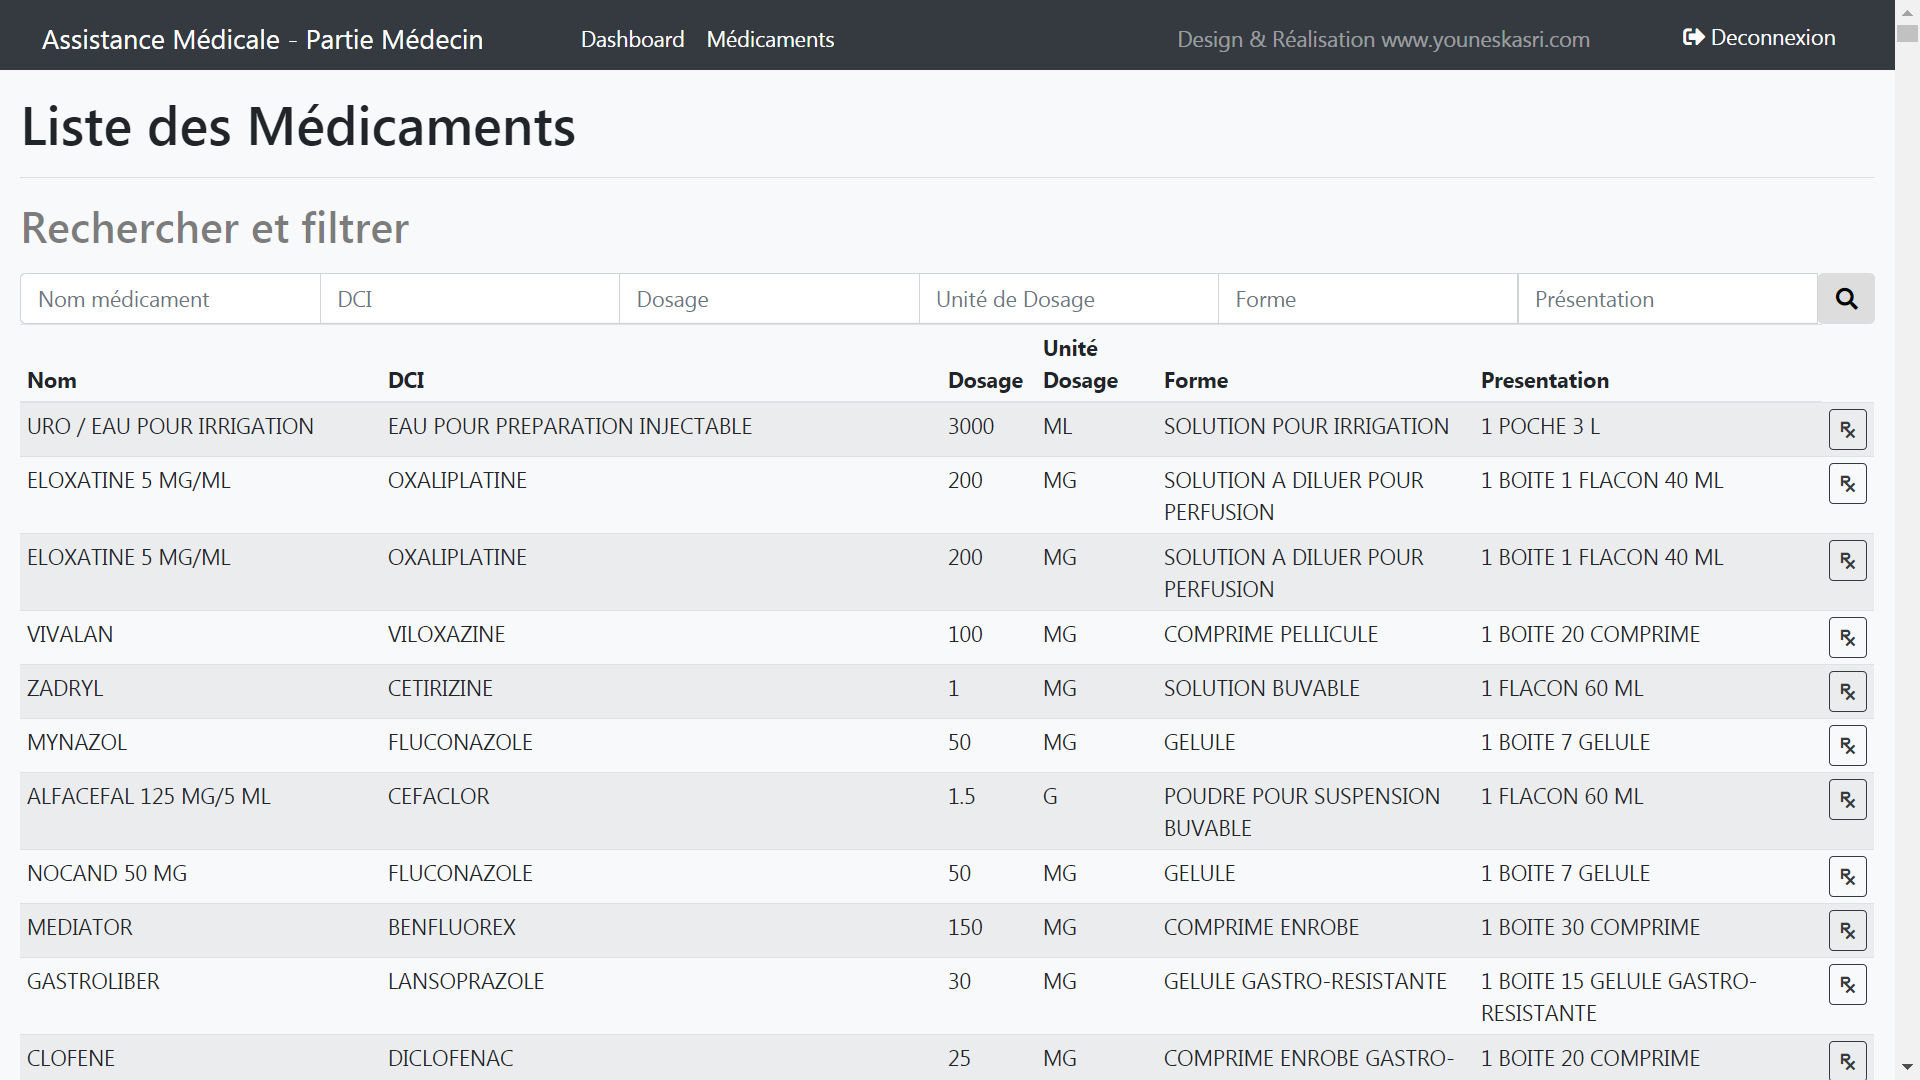 Assistance Médicale - Partie Médecin Dashboard Médicaments Design & Réalisation www.youneskasri.com Deconnexion
Liste des Médicaments
Rechercher et filtrer
Nom médicament DCI Dosage Unité de Dosage Forme Présentation
Nom DCI Dosage Unité Dosage Forme Presentation
URO / EAU POUR IRRIGATION EAU POUR PREPARATION INJECTABLE 3000 ML SOLUTION POUR IRRIGATION 1 POCHE 3 L ℞
ELOXATINE 5 MG/ML OXALIPLATINE 200 MG SOLUTION A DILUER POUR PERFUSION 1 BOITE 1 FLACON 40 ML ℞
ELOXATINE 5 MG/ML OXALIPLATINE 200 MG SOLUTION A DILUER POUR PERFUSION 1 BOITE 1 FLACON 40 ML ℞
VIVALAN VILOXAZINE 100 MG COMPRIME PELLICULE 1 BOITE 20 COMPRIME ℞
ZADRYL CETIRIZINE 1 MG SOLUTION BUVABLE 1 FLACON 60 ML ℞
MYNAZOL FLUCONAZOLE 50 MG GELULE 1 BOITE 7 GELULE ℞
ALFACEFAL 125 MG/5 ML CEFACLOR 1.5 G POUDRE POUR SUSPENSION BUVABLE 1 FLACON 60 ML ℞
NOCAND 50 MG FLUCONAZOLE 50 MG GELULE 1 BOITE 7 GELULE ℞
MEDIATOR BENFLUOREX 150 MG COMPRIME ENROBE 1 BOITE 30 COMPRIME ℞
GASTROLIBER LANSOPRAZOLE 30 MG GELULE GASTRO-RESISTANTE 1 BOITE 15 GELULE GASTRO-RESISTANTE ℞
CLOFENE DICLOFENAC 25 MG COMPRIME ENROBE GASTRO- 1 BOITE 20 COMPRIME ℞